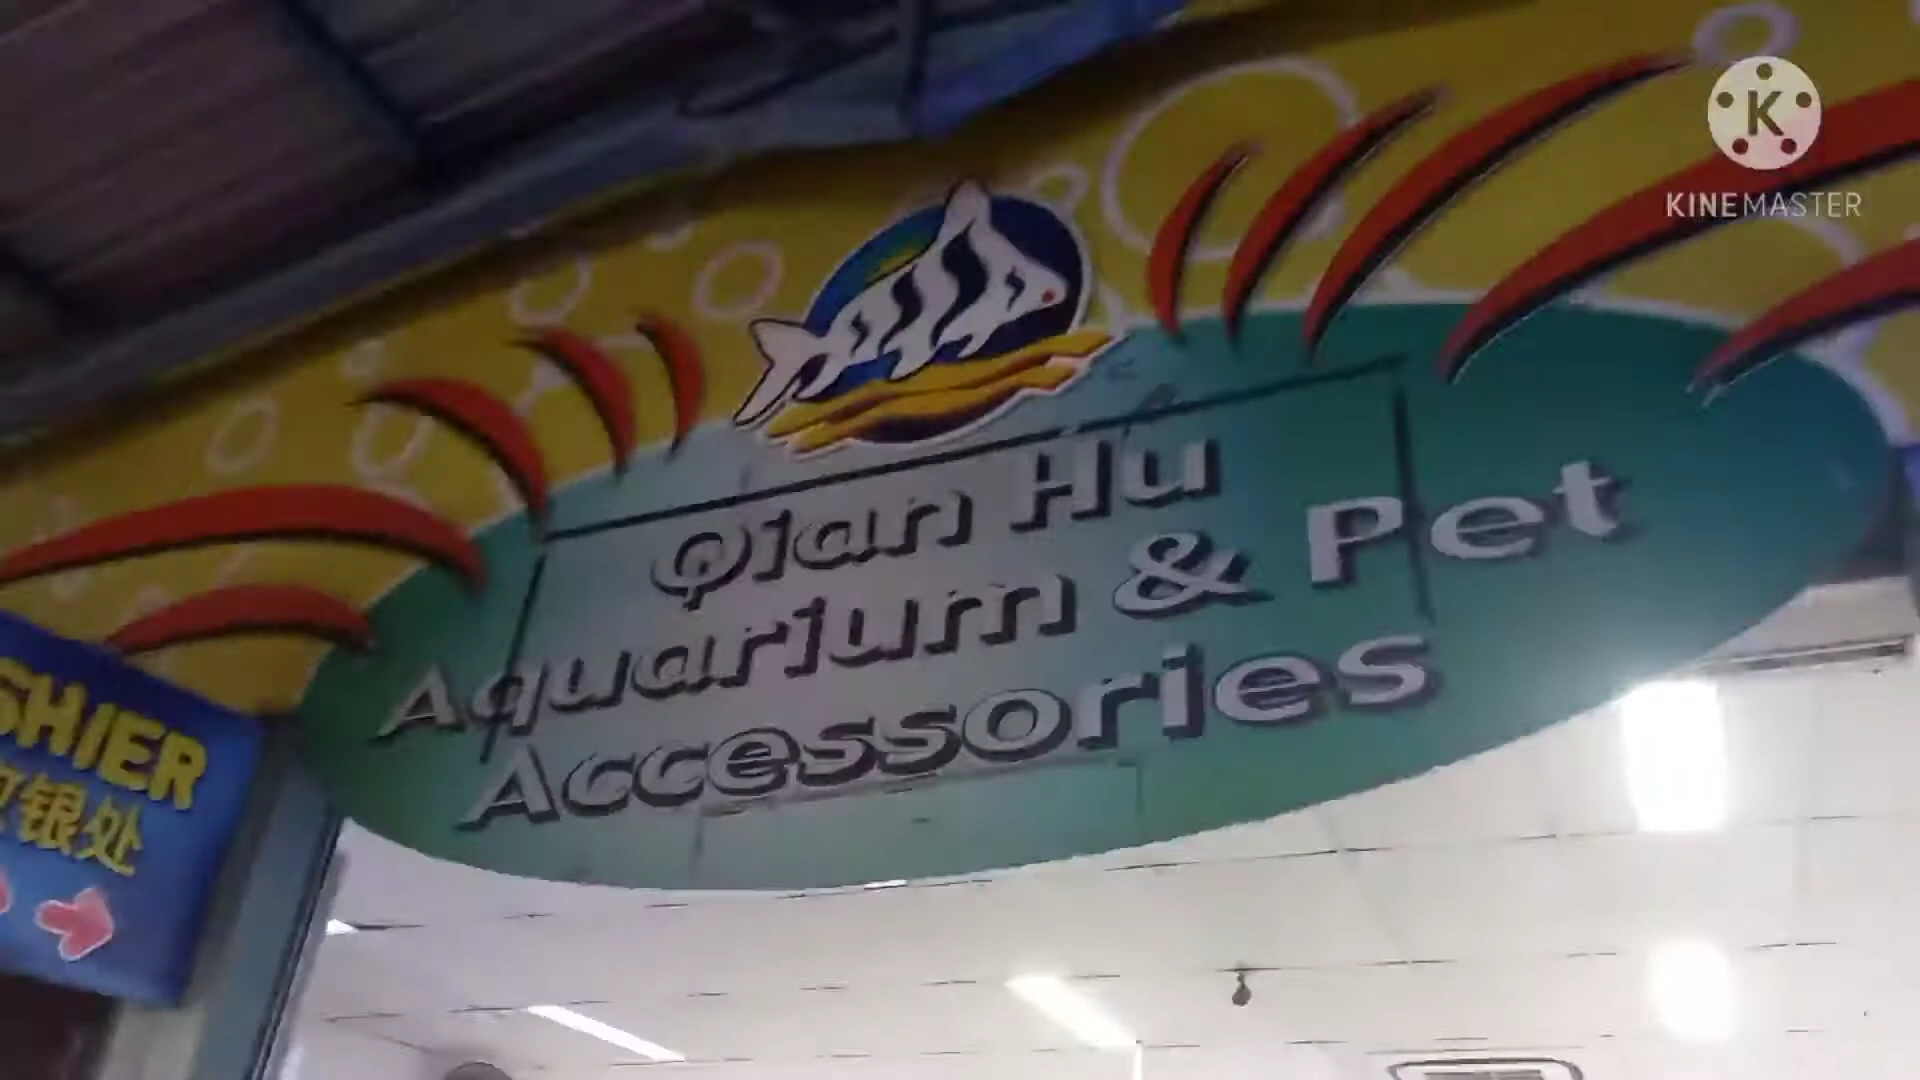 K
KINEMASTER
Qian Hu
Aquarium & Pet
Accessories
SHIER
银处